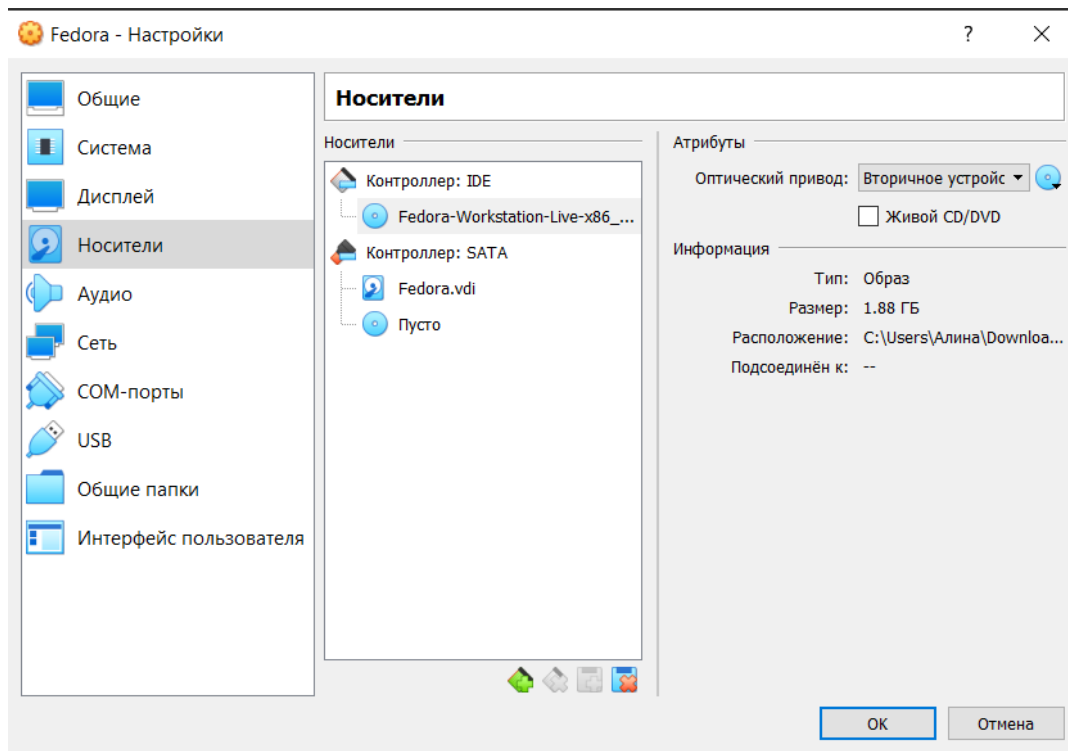 Fedora - Настройки
?
Общие
Система
Дисплей
Носители
Аудио
Сеть
COM-порты
USB
Общие папки
Интерфейс пользователя
Носители
Носители
Контроллер: IDE
Fedora-Workstation-Live-x86_...
Контроллер: SATA
Fedora.vdi
Пусто
Атрибуты
Оптический привод: Вторичное устройс
Живой CD/DVD
Информация
Тип: Образ
Размер: 1.88 ГБ
Расположение: C:\Users\Алина\Downloa...
Подсоединён к: --
OK
Отмена